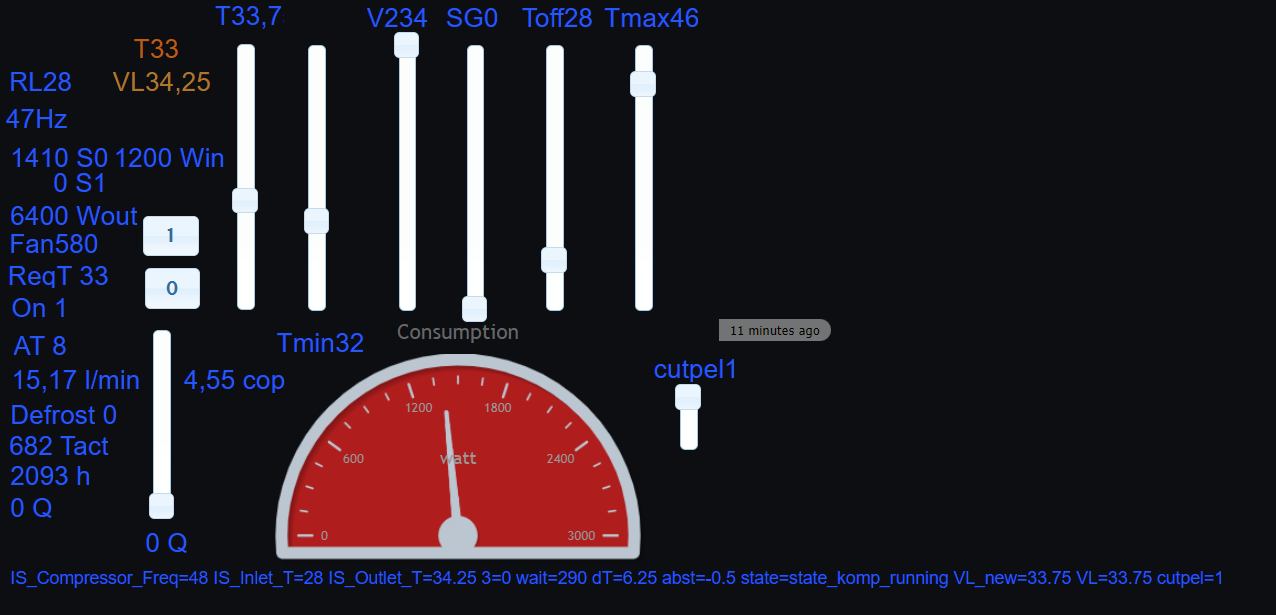 T33,7
V234
SG0
Toff28
Tmax46
T33
RL28
VL34,25
47Hz
1410 S0
1200 Win
0 S1
6400 Wout
1
Fan580
ReqT 33
0
On 1
Consumption
11 minutes ago
Tmin32
AT 8
cutpel1
15,17 l/min
4,55 cop
1200
1800
Defrost 0
682 Tact
600
watt
2400
2093 h
0 Q
0
3000
0 Q
IS_Compressor_Freq=48 IS_Inlet_T=28 IS_Outlet_T=34.25 3=0 wait=290 dT=6.25 abst=-0.5 state=state_komp_running VL_new=33.75 VL=33.75 cutpel=1